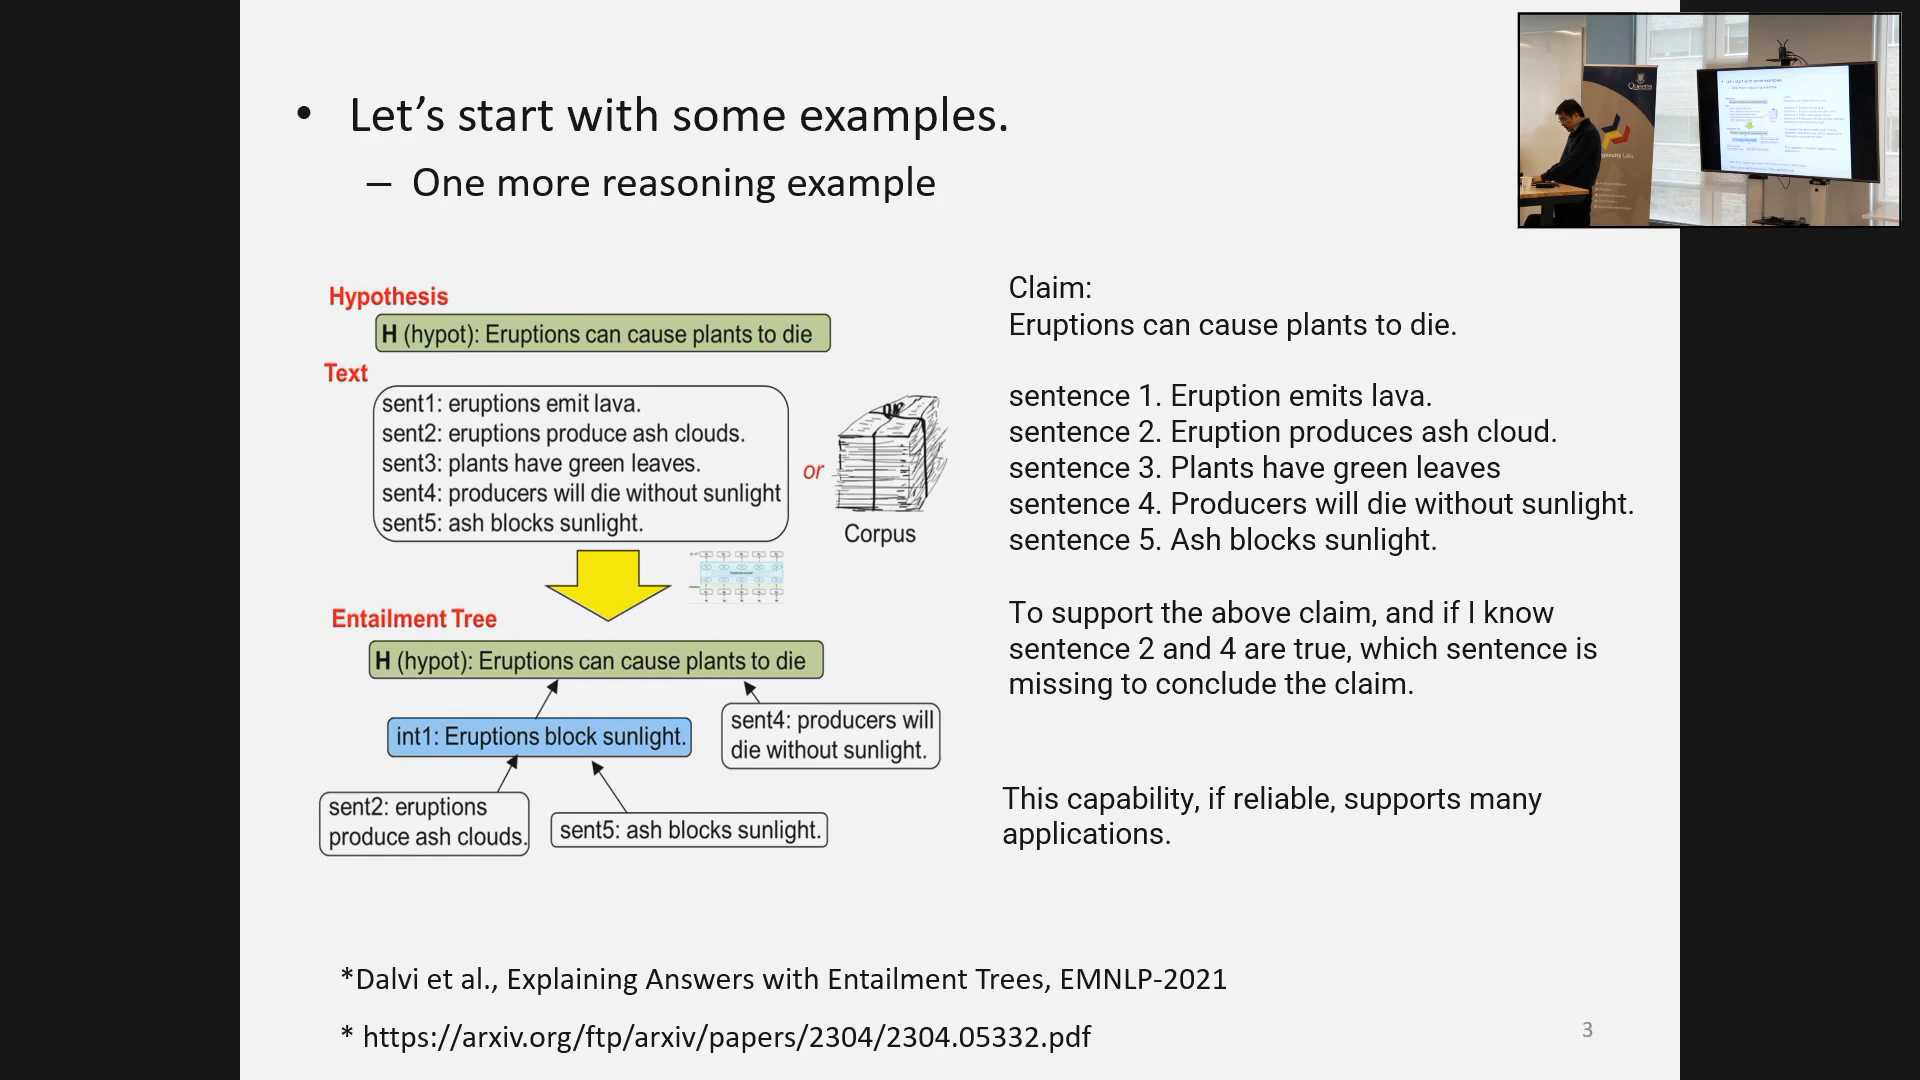 • Let’s start with some examples.
– One more reasoning example
Hypothesis
H (hypot): Eruptions can cause plants to die
Text
sent1: eruptions emit lava.
sent2: eruptions produce ash clouds.
sent3: plants have green leaves.
sent4: producers will die without sunlight
sent5: ash blocks sunlight.
or
Corpus
Entailment Tree
H (hypot): Eruptions can cause plants to die
int1: Eruptions block sunlight.
sent4: producers will
die without sunlight.
sent2: eruptions
produce ash clouds.
sent5: ash blocks sunlight.
Claim:
Eruptions can cause plants to die.
sentence 1. Eruption emits lava.
sentence 2. Eruption produces ash cloud.
sentence 3. Plants have green leaves
sentence 4. Producers will die without sunlight.
sentence 5. Ash blocks sunlight.
To support the above claim, and if I know
sentence 2 and 4 are true, which sentence is
missing to conclude the claim.
This capability, if reliable, supports many
applications.
*Dalvi et al., Explaining Answers with Entailment Trees, EMNLP-2021
* https://arxiv.org/ftp/arxiv/papers/2304/2304.05332.pdf
3
Queen's